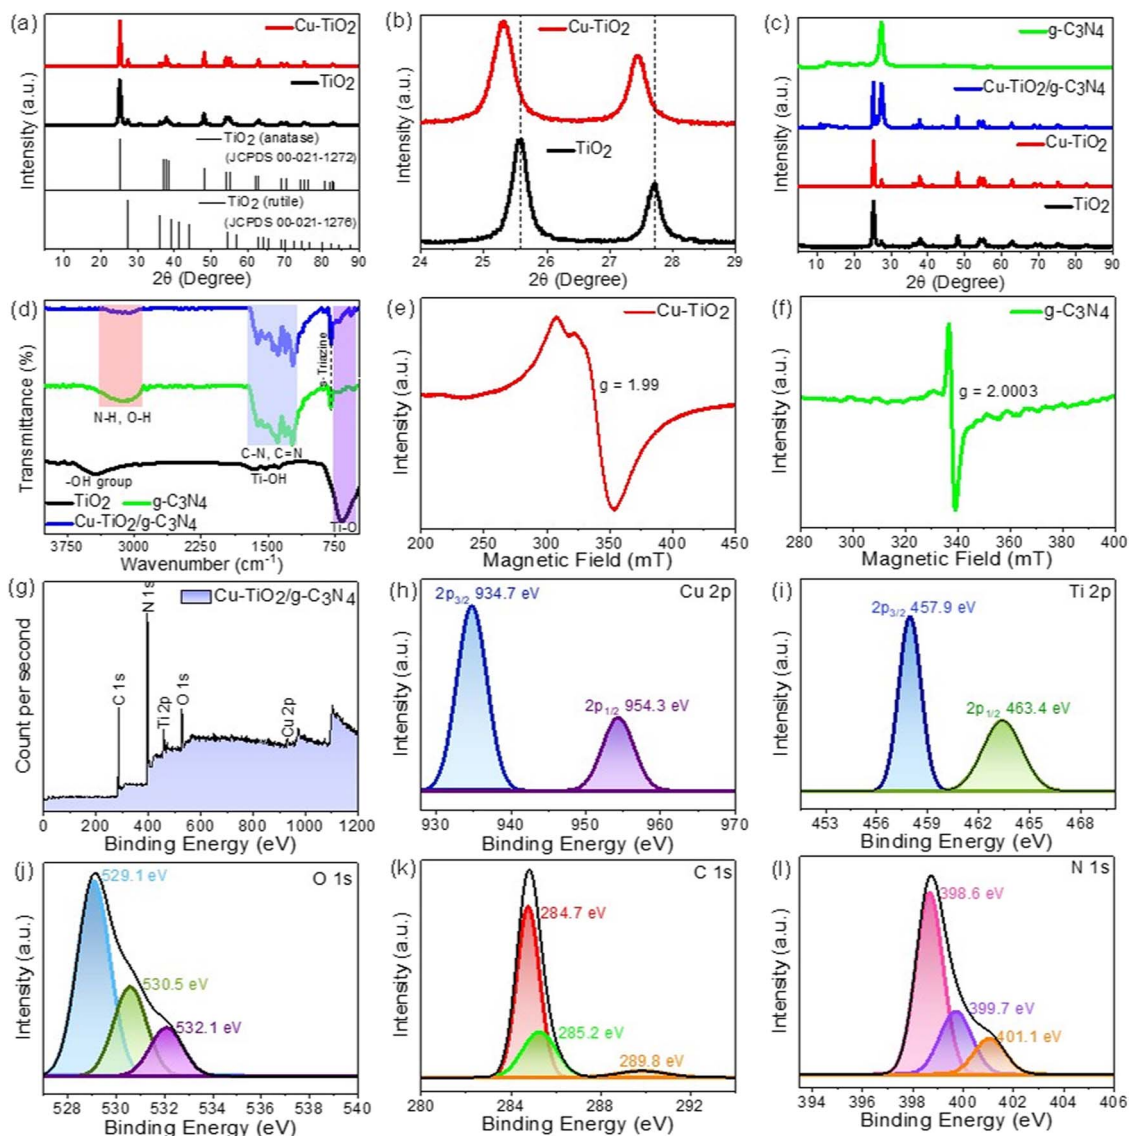 (a)
Cu-TiO2
TiO2
TiO2 (anatase)
(JCPDS 00-021-1272)
TiO2 (rutile)
(JCPDS 00-021-1276)
Intensity (a.u.)
10 20 30 40 50 60 70 80 90
2θ (Degree)
(b)
Cu-TiO2
TiO2
Intensity (a.u.)
24 25 26 27 28 29
2θ (Degree)
(c)
g-C3N4
Cu-TiO2/g-C3N4
Cu-TiO2
TiO2
Intensity (a.u.)
10 20 30 40 50 60 70 80 90
2θ (Degree)
(d)
N-H, O-H
s-Triazine
C-N, C=N
-OH group
Ti-OH
TiO2 g-C3N4
Cu-TiO2/g-C3N4
Ti-O
Transmittance (%)
3750 3000 2250 1500 750
Wavenumber (cm-1)
(e)
Cu-TiO2
g = 1.99
Intensity (a.u.)
200 250 300 350 400 450
Magnetic Field (mT)
(f)
g-C3N4
g = 2.0003
Intensity (a.u.)
280 300 320 340 360 380 400
Magnetic Field (mT)
(g)
Cu-TiO2/g-C3N4
C 1s
N 1s
Ti 2p
O 1s
Cu 2p
Count per second
0 200 400 600 800 1000 1200
Binding Energy (eV)
(h)
Cu 2p
2p3/2 934.7 eV
2p1/2 954.3 eV
Intensity (a.u.)
930 940 950 960 970
Binding Energy (eV)
(i)
Ti 2p
2p3/2 457.9 eV
2p1/2 463.4 eV
Intensity (a.u.)
453 456 459 462 465 468
Binding Energy (eV)
(j)
O 1s
529.1 eV
530.5 eV
532.1 eV
Intensity (a.u.)
528 530 532 534 536 538 540
Binding Energy (eV)
(k)
C 1s
284.7 eV
285.2 eV
289.8 eV
Intensity (a.u.)
280 284 288 292
Binding Energy (eV)
(l)
N 1s
398.6 eV
399.7 eV
401.1 eV
Intensity (a.u.)
394 396 398 400 402 404 406
Binding Energy (eV)